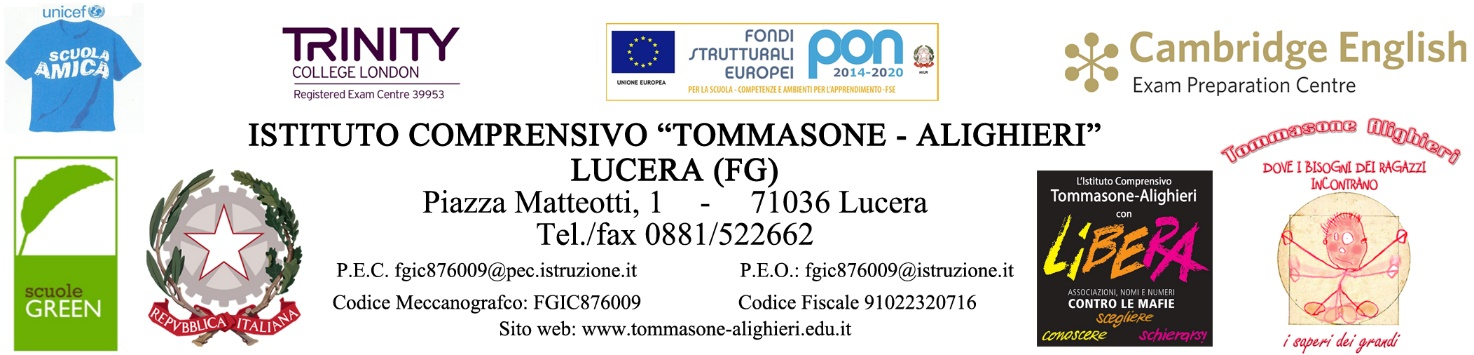 unicef
SCUOLA
AMICA
TRINITY
COLLEGE LONDON
Registered Exam Centre 39953
UNIONE EUROPEA
FONDI
STRUTTURALI
EUROPEI
pon
2014-2020
MIUR
PER LA SCUOLA - COMPETENZE E AMBIENTI PER L'APPRENDIMENTO - FSE
Cambridge English
Exam Preparation Centre
ISTITUTO COMPRENSIVO “TOMMASONE - ALIGHIERI”
LUCERA (FG)
Piazza Matteotti, 1 - 71036 Lucera
Tel./fax 0881/522662
P.E.C. fgic876009@pec.istruzione.it P.E.O.: fgic876009@istruzione.it
Codice Meccanografco: FGIC876009 Codice Fiscale 91022320716
Sito web: www.tommasone-alighieri.edu.it
scuole
GREEN
REPVBBLICA ITALIANA
L'Istituto Comprensivo
Tommasone-Alighieri
con
LiBERA
ASSOCIAZIONI, NOMI E NUMERI
CONTRO LE MAFIE
scegliere
conoscere schierarsi
Tommasone Alighieri
DOVE I BISOGNI DEI RAGAZZI
INCONTRANO
i saperi dei grandi